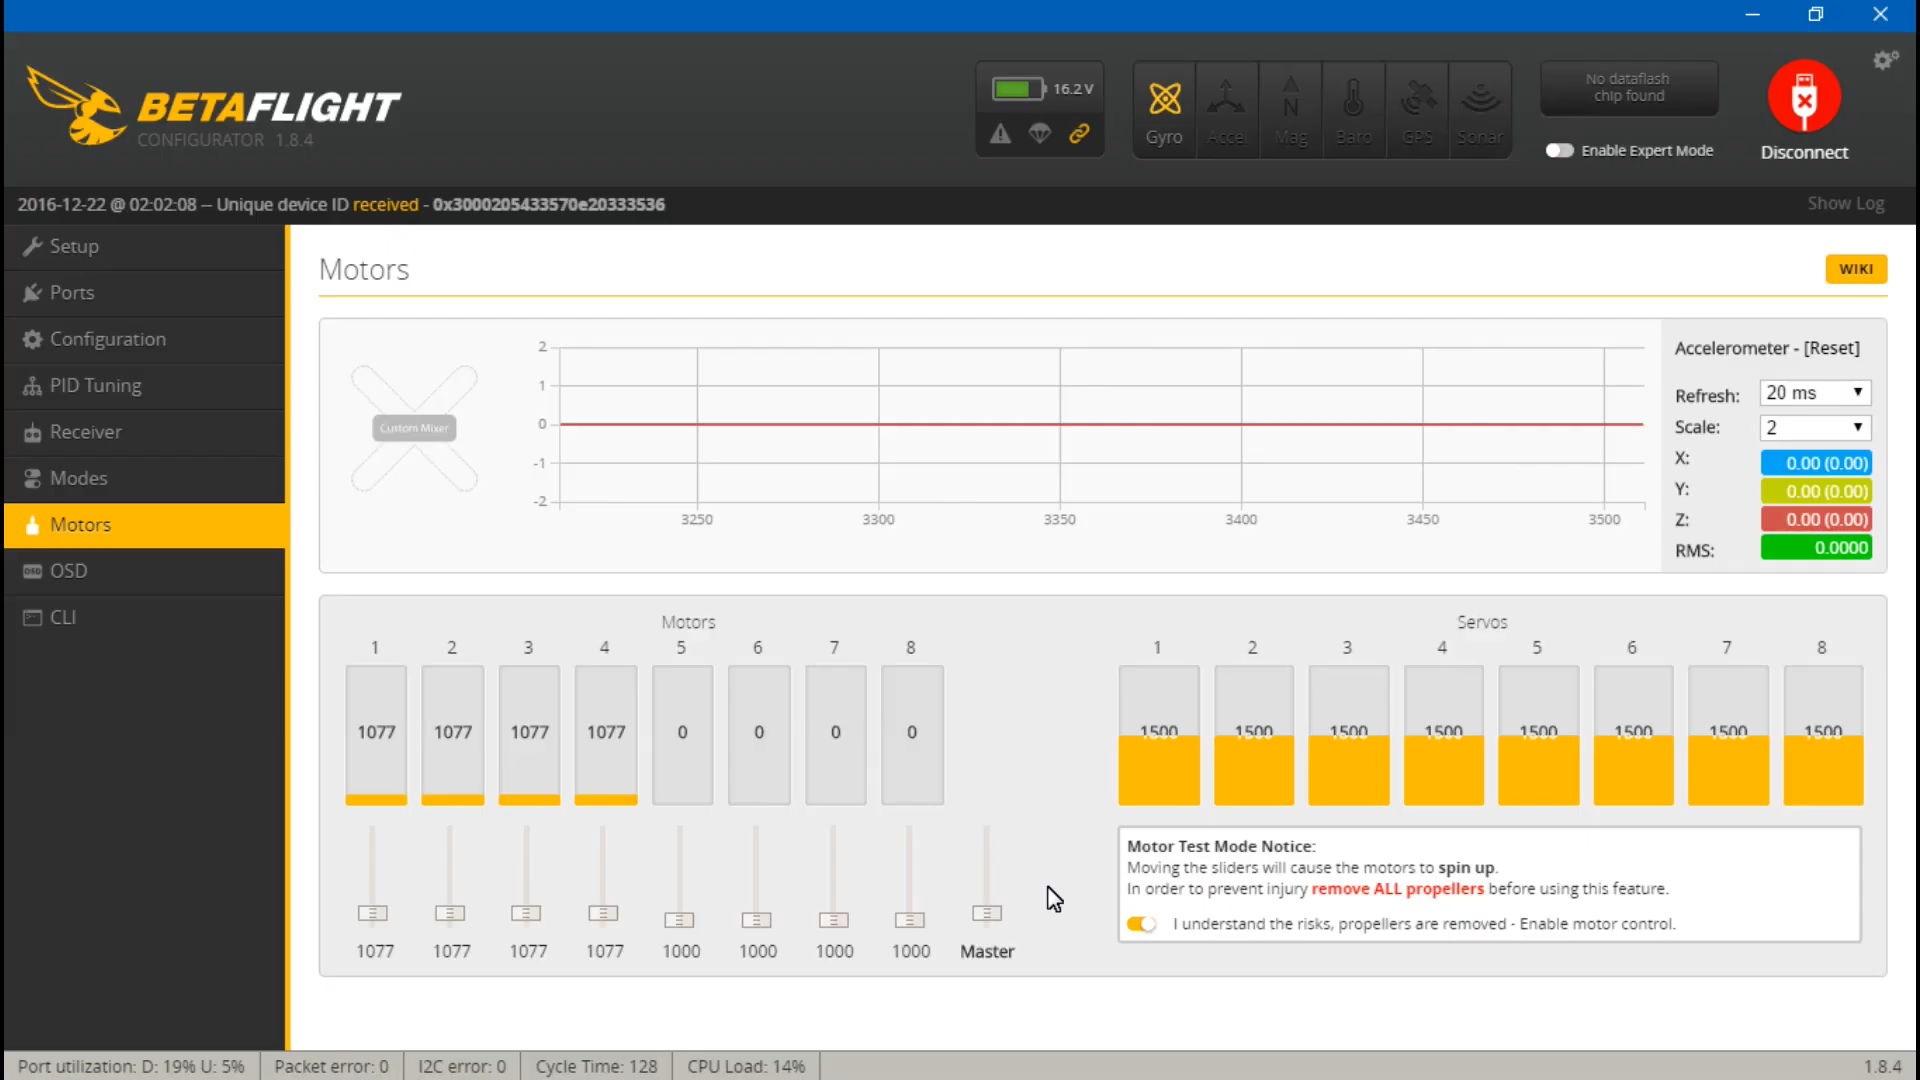 BETAFLIGHT
CONFIGURATOR 1.8.4
16.2 V
Gyro
Accel
Mag
Baro
GPS
Sonar
No dataflash
chip found
Enable Expert Mode
Disconnect
2016-12-22 @ 02:02:08 -- Unique device ID received - 0x3000205433570e20333536
Show Log
Setup
Ports
Configuration
PID Tuning
Receiver
Modes
Motors
OSD
CLI
Motors
WIKI
N
Custom Mixer
2
1
0
-1
-2
3250 3300 3350 3400 3450 3500
Accelerometer - [Reset]
Refresh: 20 ms
Scale: 2
X: 0.00 (0.00)
Y: 0.00 (0.00)
Z: 0.00 (0.00)
RMS: 0.0000
Motors
1 2 3 4 5 6 7 8
1077 1077 1077 1077 0 0 0 0
1077 1077 1077 1077 1000 1000 1000 1000 Master
Servos
1 2 3 4 5 6 7 8
1500 1500 1500 1500 1500 1500 1500 1500
Motor Test Mode Notice:
Moving the sliders will cause the motors to spin up.
In order to prevent injury remove ALL propellers before using this feature.
I understand the risks, propellers are removed - Enable motor control.
Port utilization: D: 19% U: 5%
Packet error: 0
I2C error: 0
Cycle Time: 128
CPU Load: 14%
1.8.4